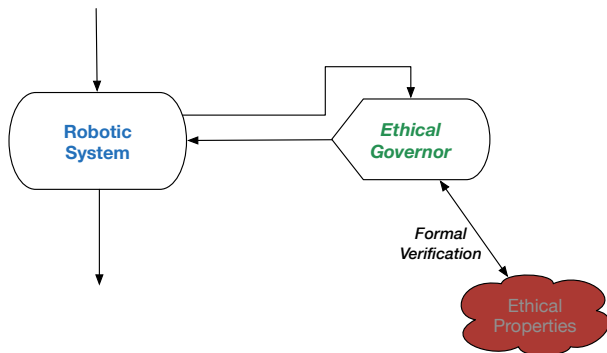 Robotic
System
Ethical
Governor
Formal
Verification
Ethical
Properties